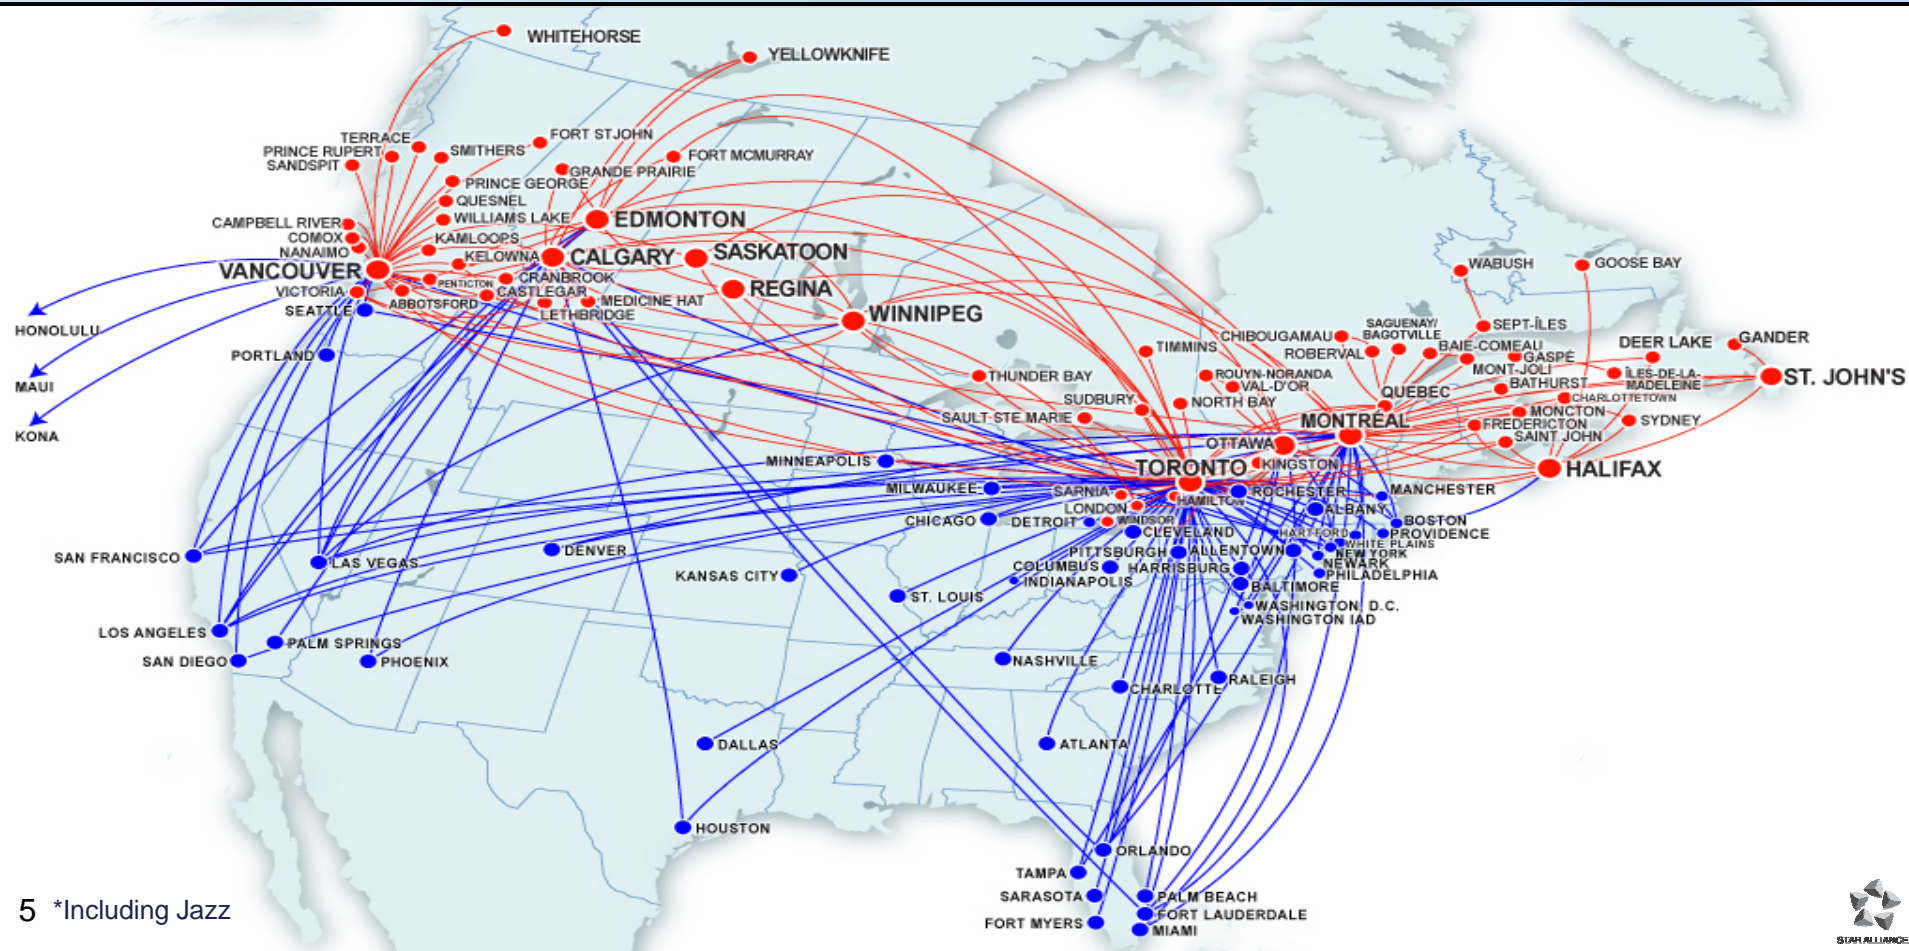 WHITEHORSE
YELLOWKNIFE
TERRACE
FORT STJOHN
PRINCE RUPERT
SMITHERS
FORT MCMURRAY
SANDSPIT
GRANDE PRAIRIE
PRINCE GEORGE
QUESNEL
CAMPBELL RIVER
WILLIAMS LAKE
EDMONTON
COMOX
KAMLOOPS
NANAIMO
KELOWNA
CALGARY
SASKATOON
VANCOUVER
CRANBROOK
PENTICTON
REGINA
VICTORIA
CASTLEGAR
ABBOTSFORD
MEDICINE HAT
SEATTLE
LETHBRIDGE
WINNIPEG
WABUSH
GOOSE BAY
HONOLULU
PORTLAND
MAUI
KONA
CHIBOUGAMAU
SAGUENAY/
BAGOTVILLE
SEPT-ÎLES
TIMMINS
ROBERVAL
BAIE-COMEAU
GASPÉ
DEER LAKE
GANDER
MONT-JOLI
THUNDER BAY
ROUYN-NORANDA
VAL-D'OR
BATHURST
ÎLES-DE-LA-
MADELEINE
ST. JOHN'S
SUDBURY
NORTH BAY
QUEBEC
CHARLOTTETOWN
SAULT STE MARIE
MONTRÉAL
MONCTON
SYDNEY
FREDERICTON
OTTAWA
SAINT JOHN
MINNEAPOLIS
TORONTO
KINGSTON
HALIFAX
MILWAUKEE
SARNIA
HAMILTON
ROCHESTER
MANCHESTER
LONDON
ALBANY
CHICAGO
DETROIT
WINDSOR
BOSTON
CLEVELAND
HARTFORD
PROVIDENCE
SAN FRANCISCO
LAS VEGAS
DENVER
PITTSBURGH
ALLENTOWN
WHITE PLAINS
NEW YORK
COLUMBUS
HARRISBURG
NEWARK
KANSAS CITY
INDIANAPOLIS
PHILADELPHIA
BALTIMORE
ST. LOUIS
WASHINGTON, D.C.
WASHINGTON IAD
LOS ANGELES
PALM SPRINGS
SAN DIEGO
PHOENIX
NASHVILLE
CHARLOTTE
RALEIGH
DALLAS
ATLANTA
HOUSTON
ORLANDO
TAMPA
SARASOTA
PALM BEACH
FORT LAUDERDALE
FORT MYERS
MIAMI
5 *Including Jazz
STAR ALLIANCE